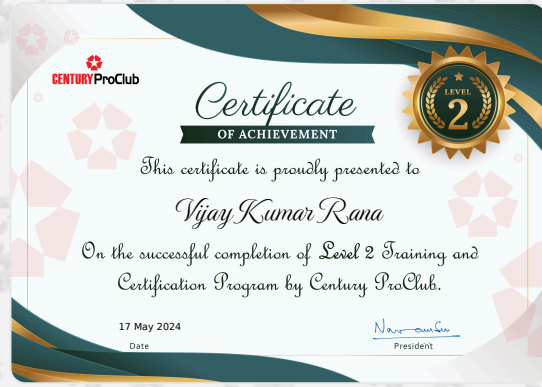 CENTURY ProClub
Certificate
OF ACHIEVEMENT
LEVEL
2
This certificate is proudly presented to
Vijay Kumar Rana
On the successful completion of Level 2 Training and
Certification Program by Century ProClub.
17 May 2024
Date
President